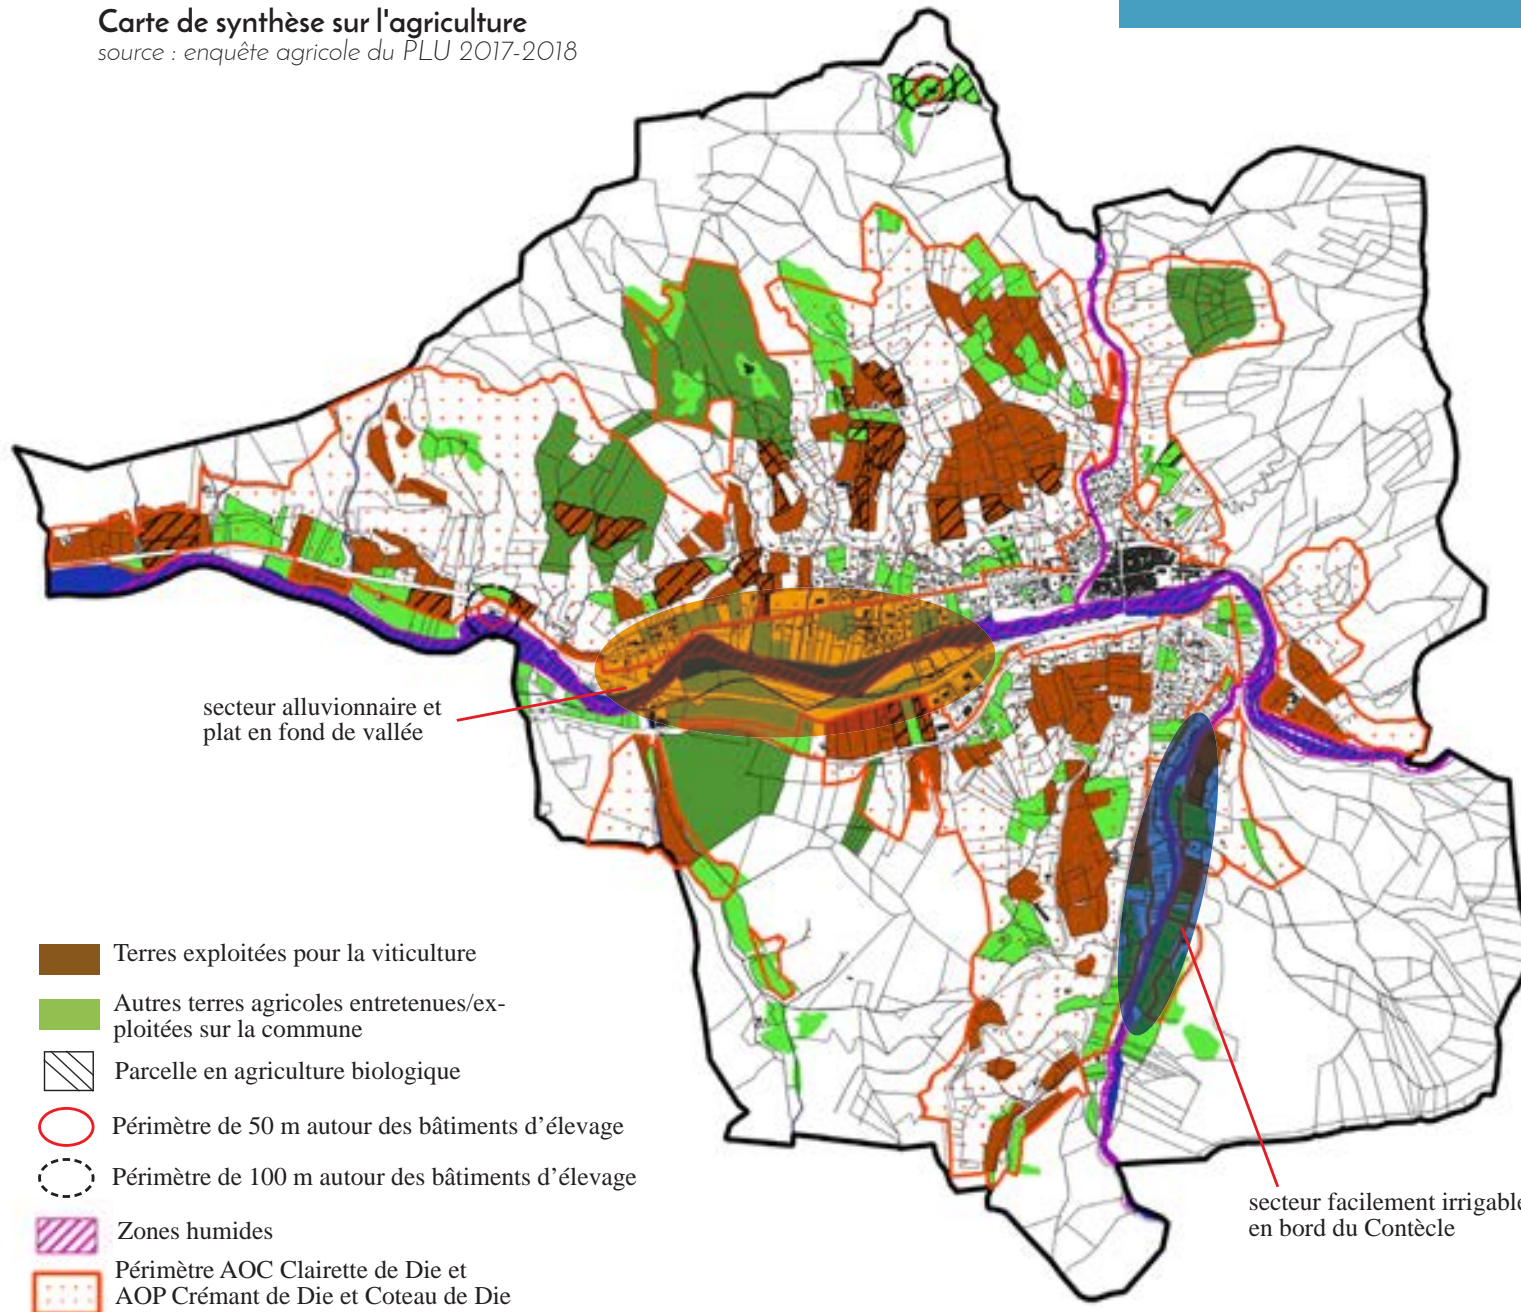 Carte de synthèse sur l'agriculture
source : enquête agricole du PLU 2017-2018
secteur alluvionnaire et
plat en fond de vallée
Terres exploitées pour la viticulture
Autres terres agricoles entretenues/ex-
ploitées sur la commune
Parcelle en agriculture biologique
Périmètre de 50 m autour des bâtiments d’élevage
Périmètre de 100 m autour des bâtiments d’élevage
Zones humides
Périmètre AOC Clairette de Die et
AOP Crémant de Die et Coteau de Die
secteur facilement irrigable
en bord du Contècle